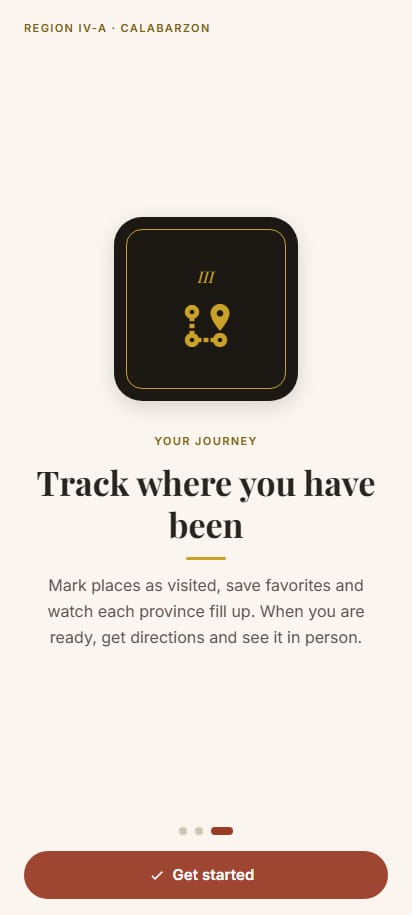 REGION IV-A · CALABARZON
III
YOUR JOURNEY
Track where you have
been
Mark places as visited, save favorites and
watch each province fill up. When you are
ready, get directions and see it in person.
Get started